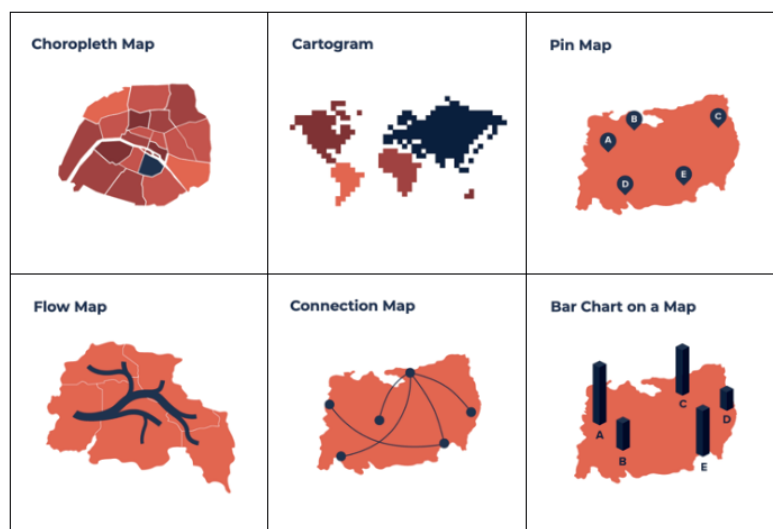 Choropleth Map
Cartogram
Pin Map
A
B
C
D
E
Flow Map
Connection Map
Bar Chart on a Map
A
B
C
D
E